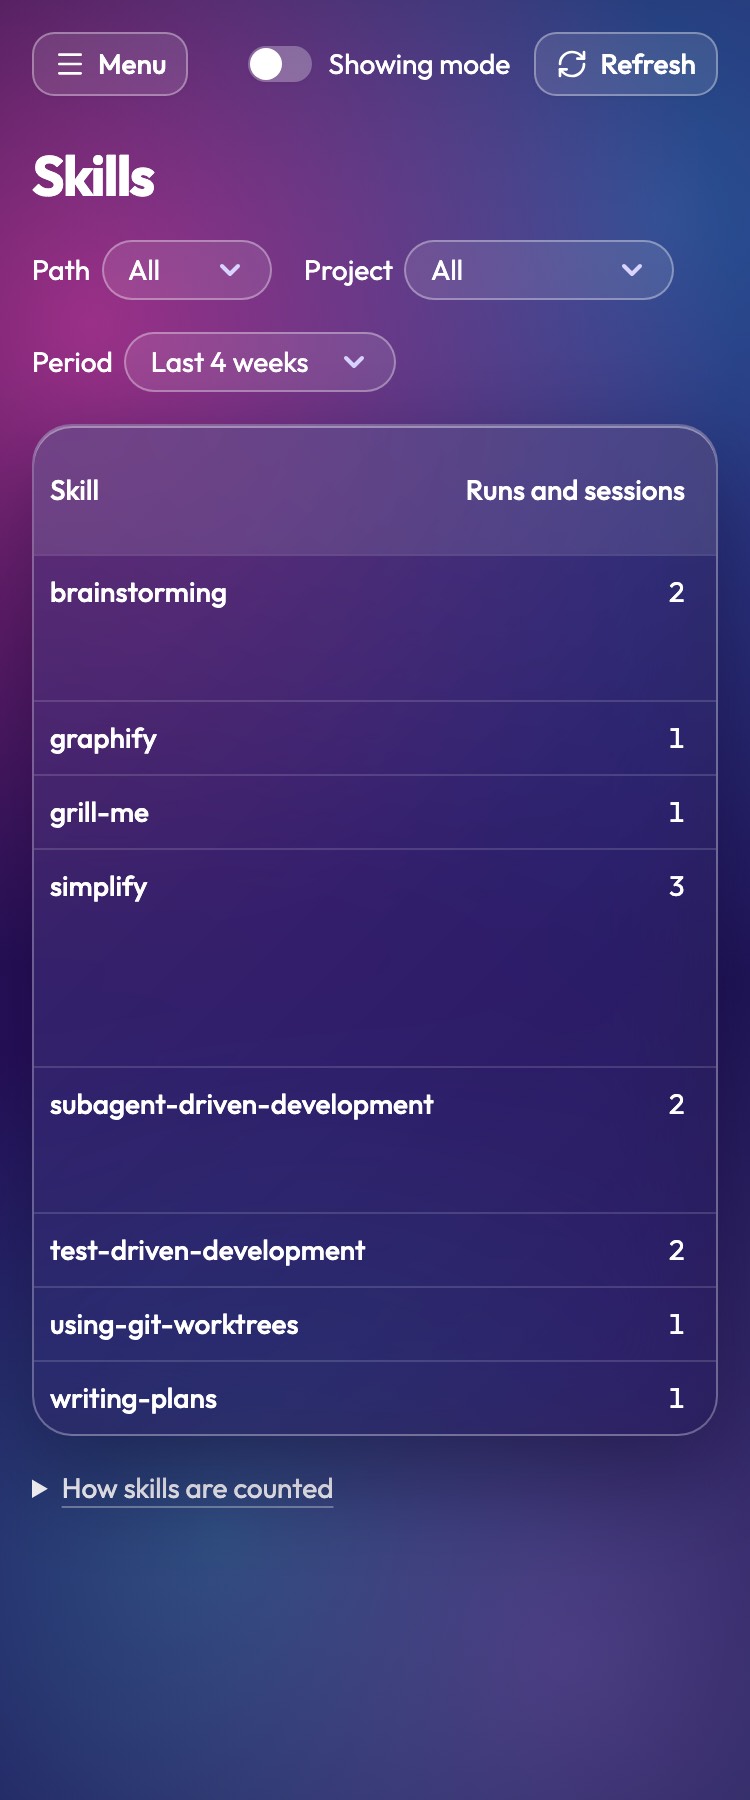 Menu Showing mode Refresh
Skills
Path All Project All
Period Last 4 weeks
Skill Runs and sessions
brainstorming 2
graphify 1
grill-me 1
simplify 3
subagent-driven-development 2
test-driven-development 2
using-git-worktrees 1
writing-plans 1
How skills are counted